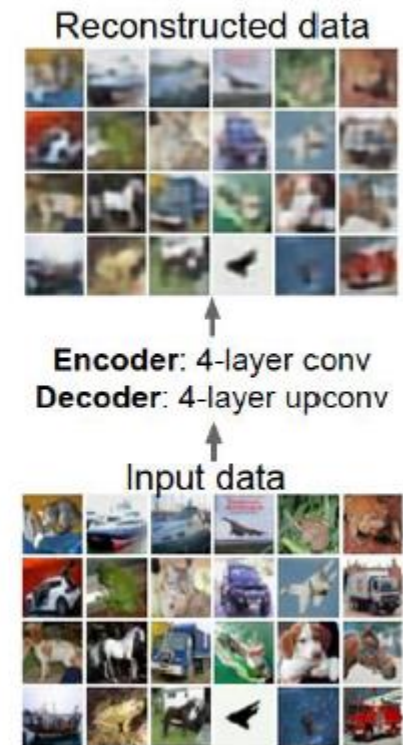 Reconstructed data
Encoder: 4-layer conv
Decoder: 4-layer upconv
Input data